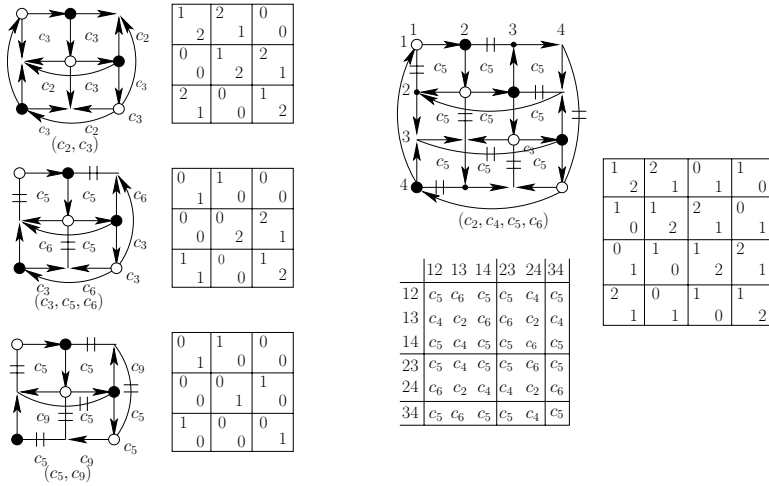 c₃ c₃ c₂
c₂ c₃ c₃
c₃ c₂ c₃
(c₂, c₃)
1 2 0
2 1 0
0 1 2
0 2 1
2 0 1
1 0 2
c₅ c₅ c₆
c₆ c₅ c₃
c₃ c₆ c₃
(c₃, c₅, c₆)
0 1 0
1 0 0
0 0 2
0 2 1
1 0 1
1 0 2
c₅ c₅ c₉
c₉ c₅ c₅
c₅ c₉ c₅
(c₅, c₉)
0 1 0
1 0 0
0 0 1
0 1 0
1 0 0
0 0 1
1 2 3 4
1
c₅ c₅ c₅
2
c₅ c₅ c₅
3
c₅ c₅ c₃ c₅
4
(c₂, c₄, c₅, c₆)
1 2 0 1
2 1 1 0
1 1 2 0
0 2 1 1
0 1 1 2
1 0 2 1
2 0 1 1
1 1 0 2
12 13 14 23 24 34
12 c₅ c₆ c₅ c₅ c₄ c₅
13 c₄ c₂ c₆ c₆ c₂ c₄
14 c₅ c₄ c₅ c₅ c₆ c₅
23 c₅ c₄ c₅ c₅ c₆ c₅
24 c₆ c₂ c₄ c₄ c₂ c₆
34 c₅ c₆ c₅ c₅ c₄ c₅